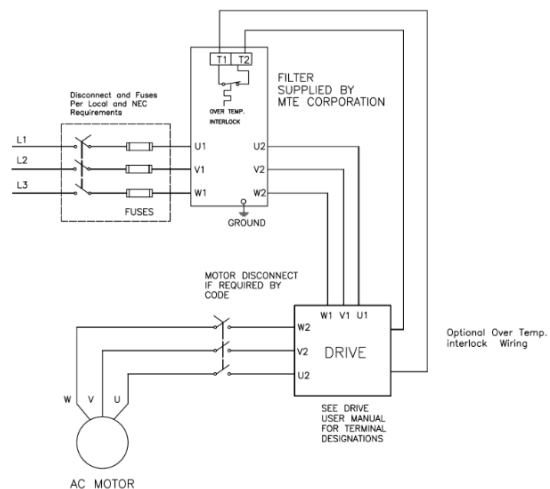 T1 T2
FILTER
SUPPLIED BY
MTE CORPORATION
OVER TEMP.
INTERLOCK
Disconnect and Fuses
Per Local and NEC
Requirements
L1
L2
L3
FUSES
U1
V1
W1
U2
V2
W2
GROUND
MOTOR DISCONNECT
IF REQUIRED BY
CODE
W1 V1 U1
W2
V2
U2
DRIVE
Optional Over Temp.
interlock Wiring
SEE DRIVE
USER MANUAL
FOR TERMINAL
DESIGNATIONS
W V U
AC MOTOR